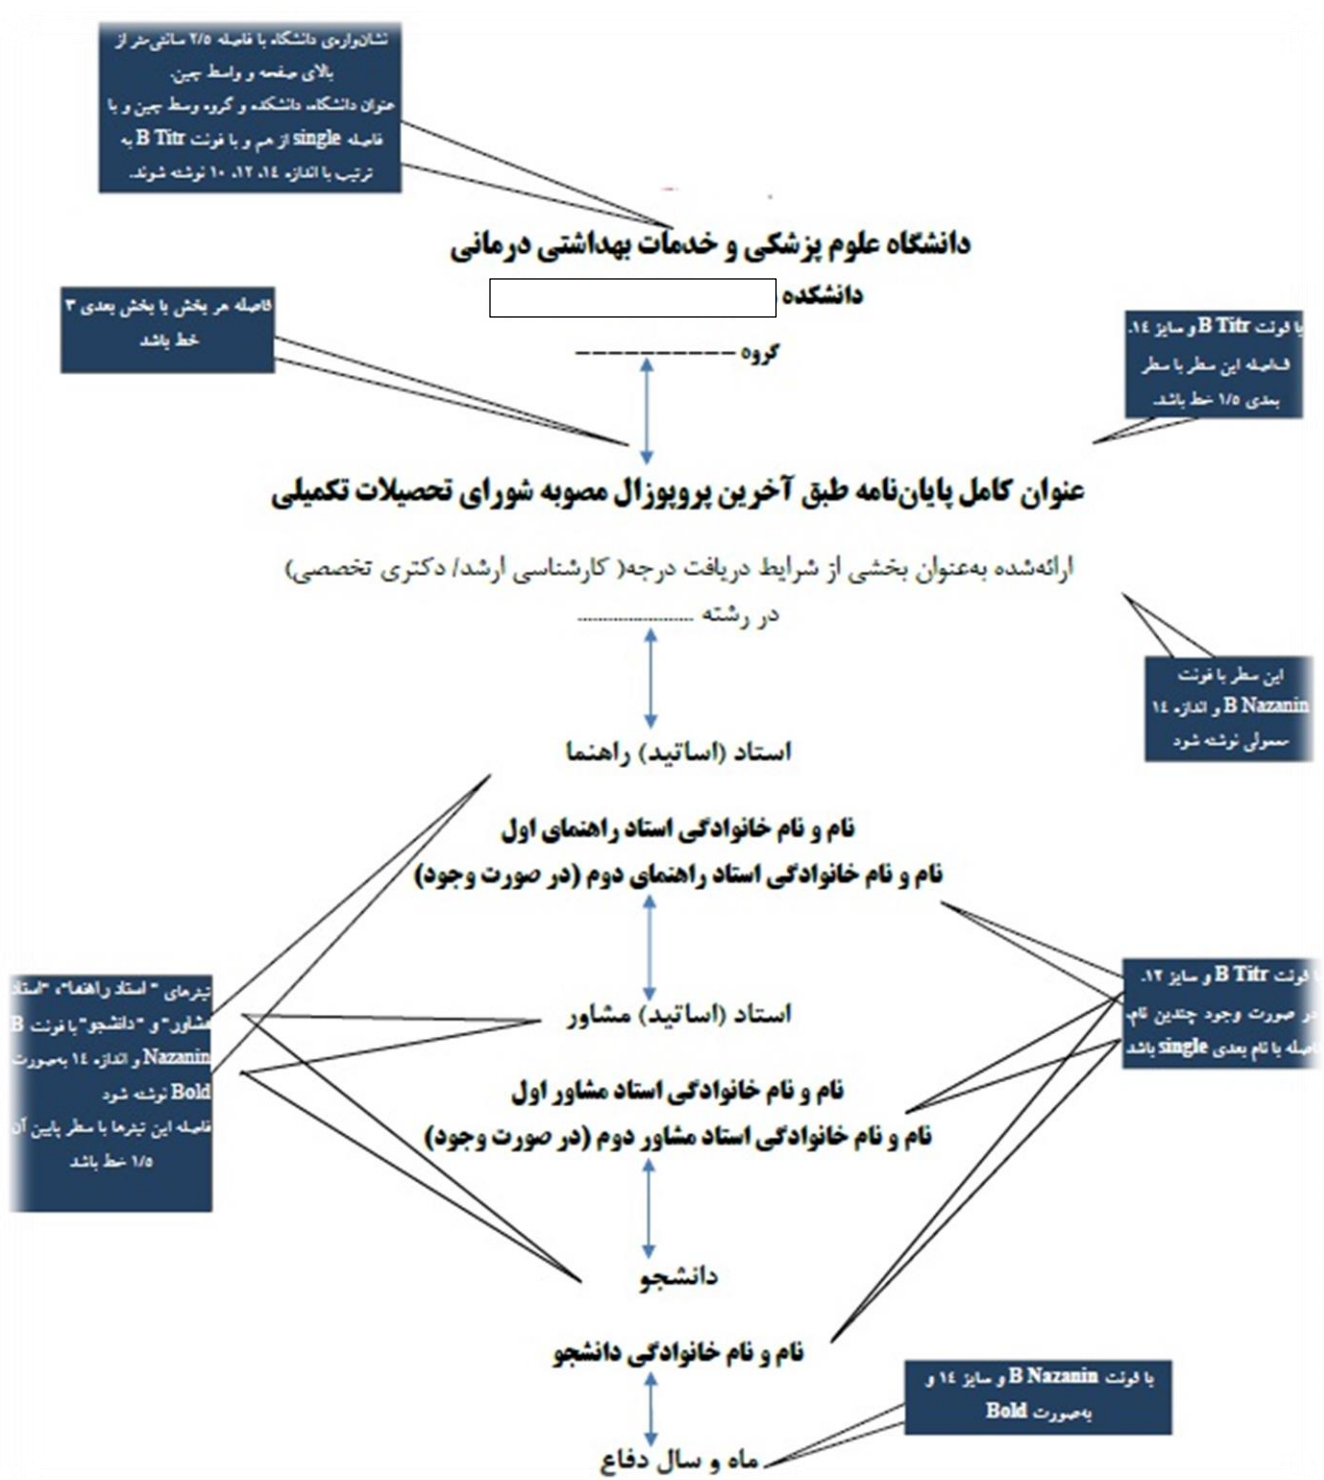 نشان‌واره‌ی دانشگاه با فاصله ۲/۵ سانتی‌متر از
بالای صفحه و واسط چین.
عنوان دانشگاه، دانشکده و گروه وسط چین و با
فاصله single از هم و با فونت B Titr به
ترتیب با اندازه ۱٤، ۱۲، ۱۰ نوشته شوند.
دانشگاه علوم پزشکی و خدمات بهداشتی درمانی
دانشکده
گروه -----------
فاصله هر بخش با بخش بعدی ۳
خط باشد
با فونت B Titr و سایز ۱٤.
فاصله این سطر با سطر
بعدی ۱/۵ خط باشد.
عنوان کامل پایان‌نامه طبق آخرین پروپوزال مصوبه شورای تحصیلات تکمیلی
ارائه‌شده به‌عنوان بخشی از شرایط دریافت درجه( کارشناسی ارشد/ دکتری تخصصی)
در رشته ......................
این سطر با فونت
B Nazanin و اندازه ۱٤
معمولی نوشته شود
استاد (اساتید) راهنما
نام و نام خانوادگی استاد راهنمای اول
نام و نام خانوادگی استاد راهنمای دوم (در صورت وجود)
با فونت B Titr و سایز ۱۲.
در صورت وجود چندین نام،
فاصله با نام بعدی single باشد
تیترهای " استاد راهنما"، "استاد
مشاور" و "دانشجو" با فونت B
Nazanin و اندازه ۱٤ به‌صورت
Bold نوشته شود
فاصله این تیترها با سطر پایین آن
۱/۵ خط باشد
استاد (اساتید) مشاور
نام و نام خانوادگی استاد مشاور اول
نام و نام خانوادگی استاد مشاور دوم (در صورت وجود)
دانشجو
نام و نام خانوادگی دانشجو
با فونت B Nazanin و سایز ۱٤ و
به‌صورت Bold
ماه و سال دفاع